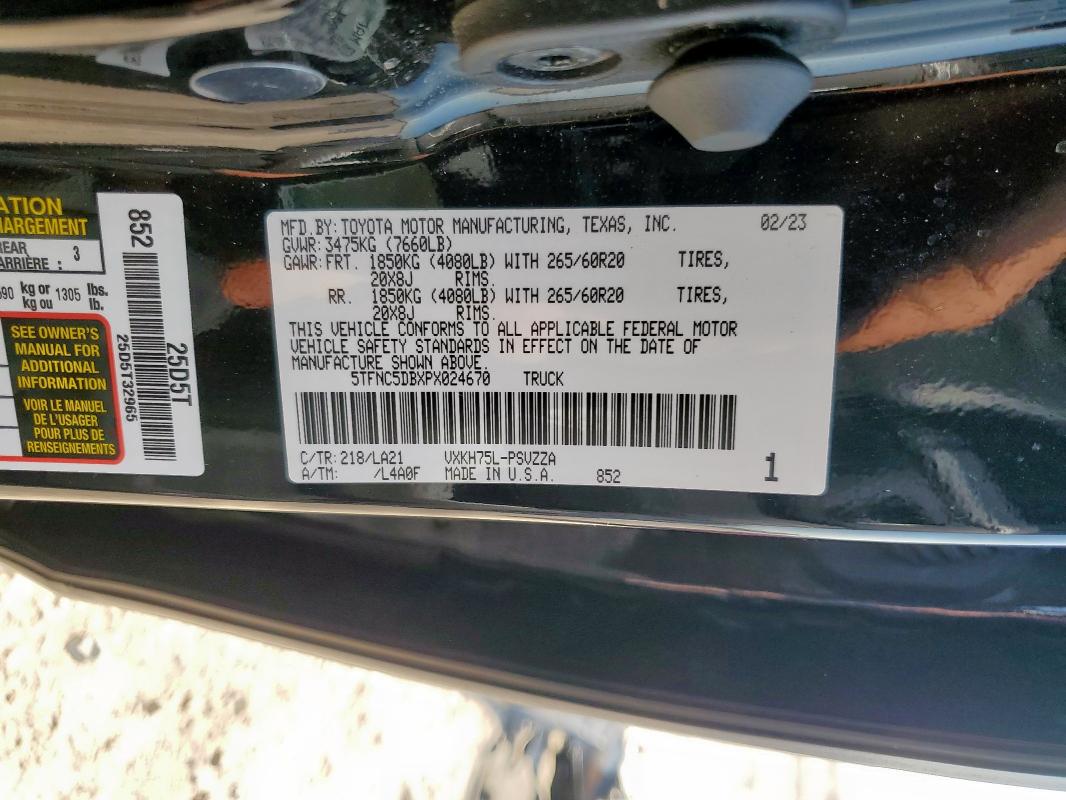 ATION
HARGEMENT
REAR
ARRIÈRE : 3
590 kg or 1305 lbs.
kg ou lb.
SEE OWNER'S
MANUAL FOR
ADDITIONAL
INFORMATION
VOIR LE MANUEL
DE L'USAGER
POUR PLUS DE
RENSEIGNEMENTS
852
25D5T
25D5T32965
MFD.BY: TOYOTA MOTOR MANUFACTURING, TEXAS, INC. 02/23
GVWR: 3475KG (7660LB)
GAWR: FRT. 1850KG (4080LB) WITH 265/60R20 TIRES,
20X8J RIMS.
RR. 1850KG (4080LB) WITH 265/60R20 TIRES,
20X8J RIMS.
THIS VEHICLE CONFORMS TO ALL APPLICABLE FEDERAL MOTOR
VEHICLE SAFETY STANDARDS IN EFFECT ON THE DATE OF
MANUFACTURE SHOWN ABOVE.
5TFNC5DBXPX024670 TRUCK
C/TR: 218/LA21 VXKH75L-PSVZZA
A/TM: /L4A0F MADE IN U.S.A. 852 1